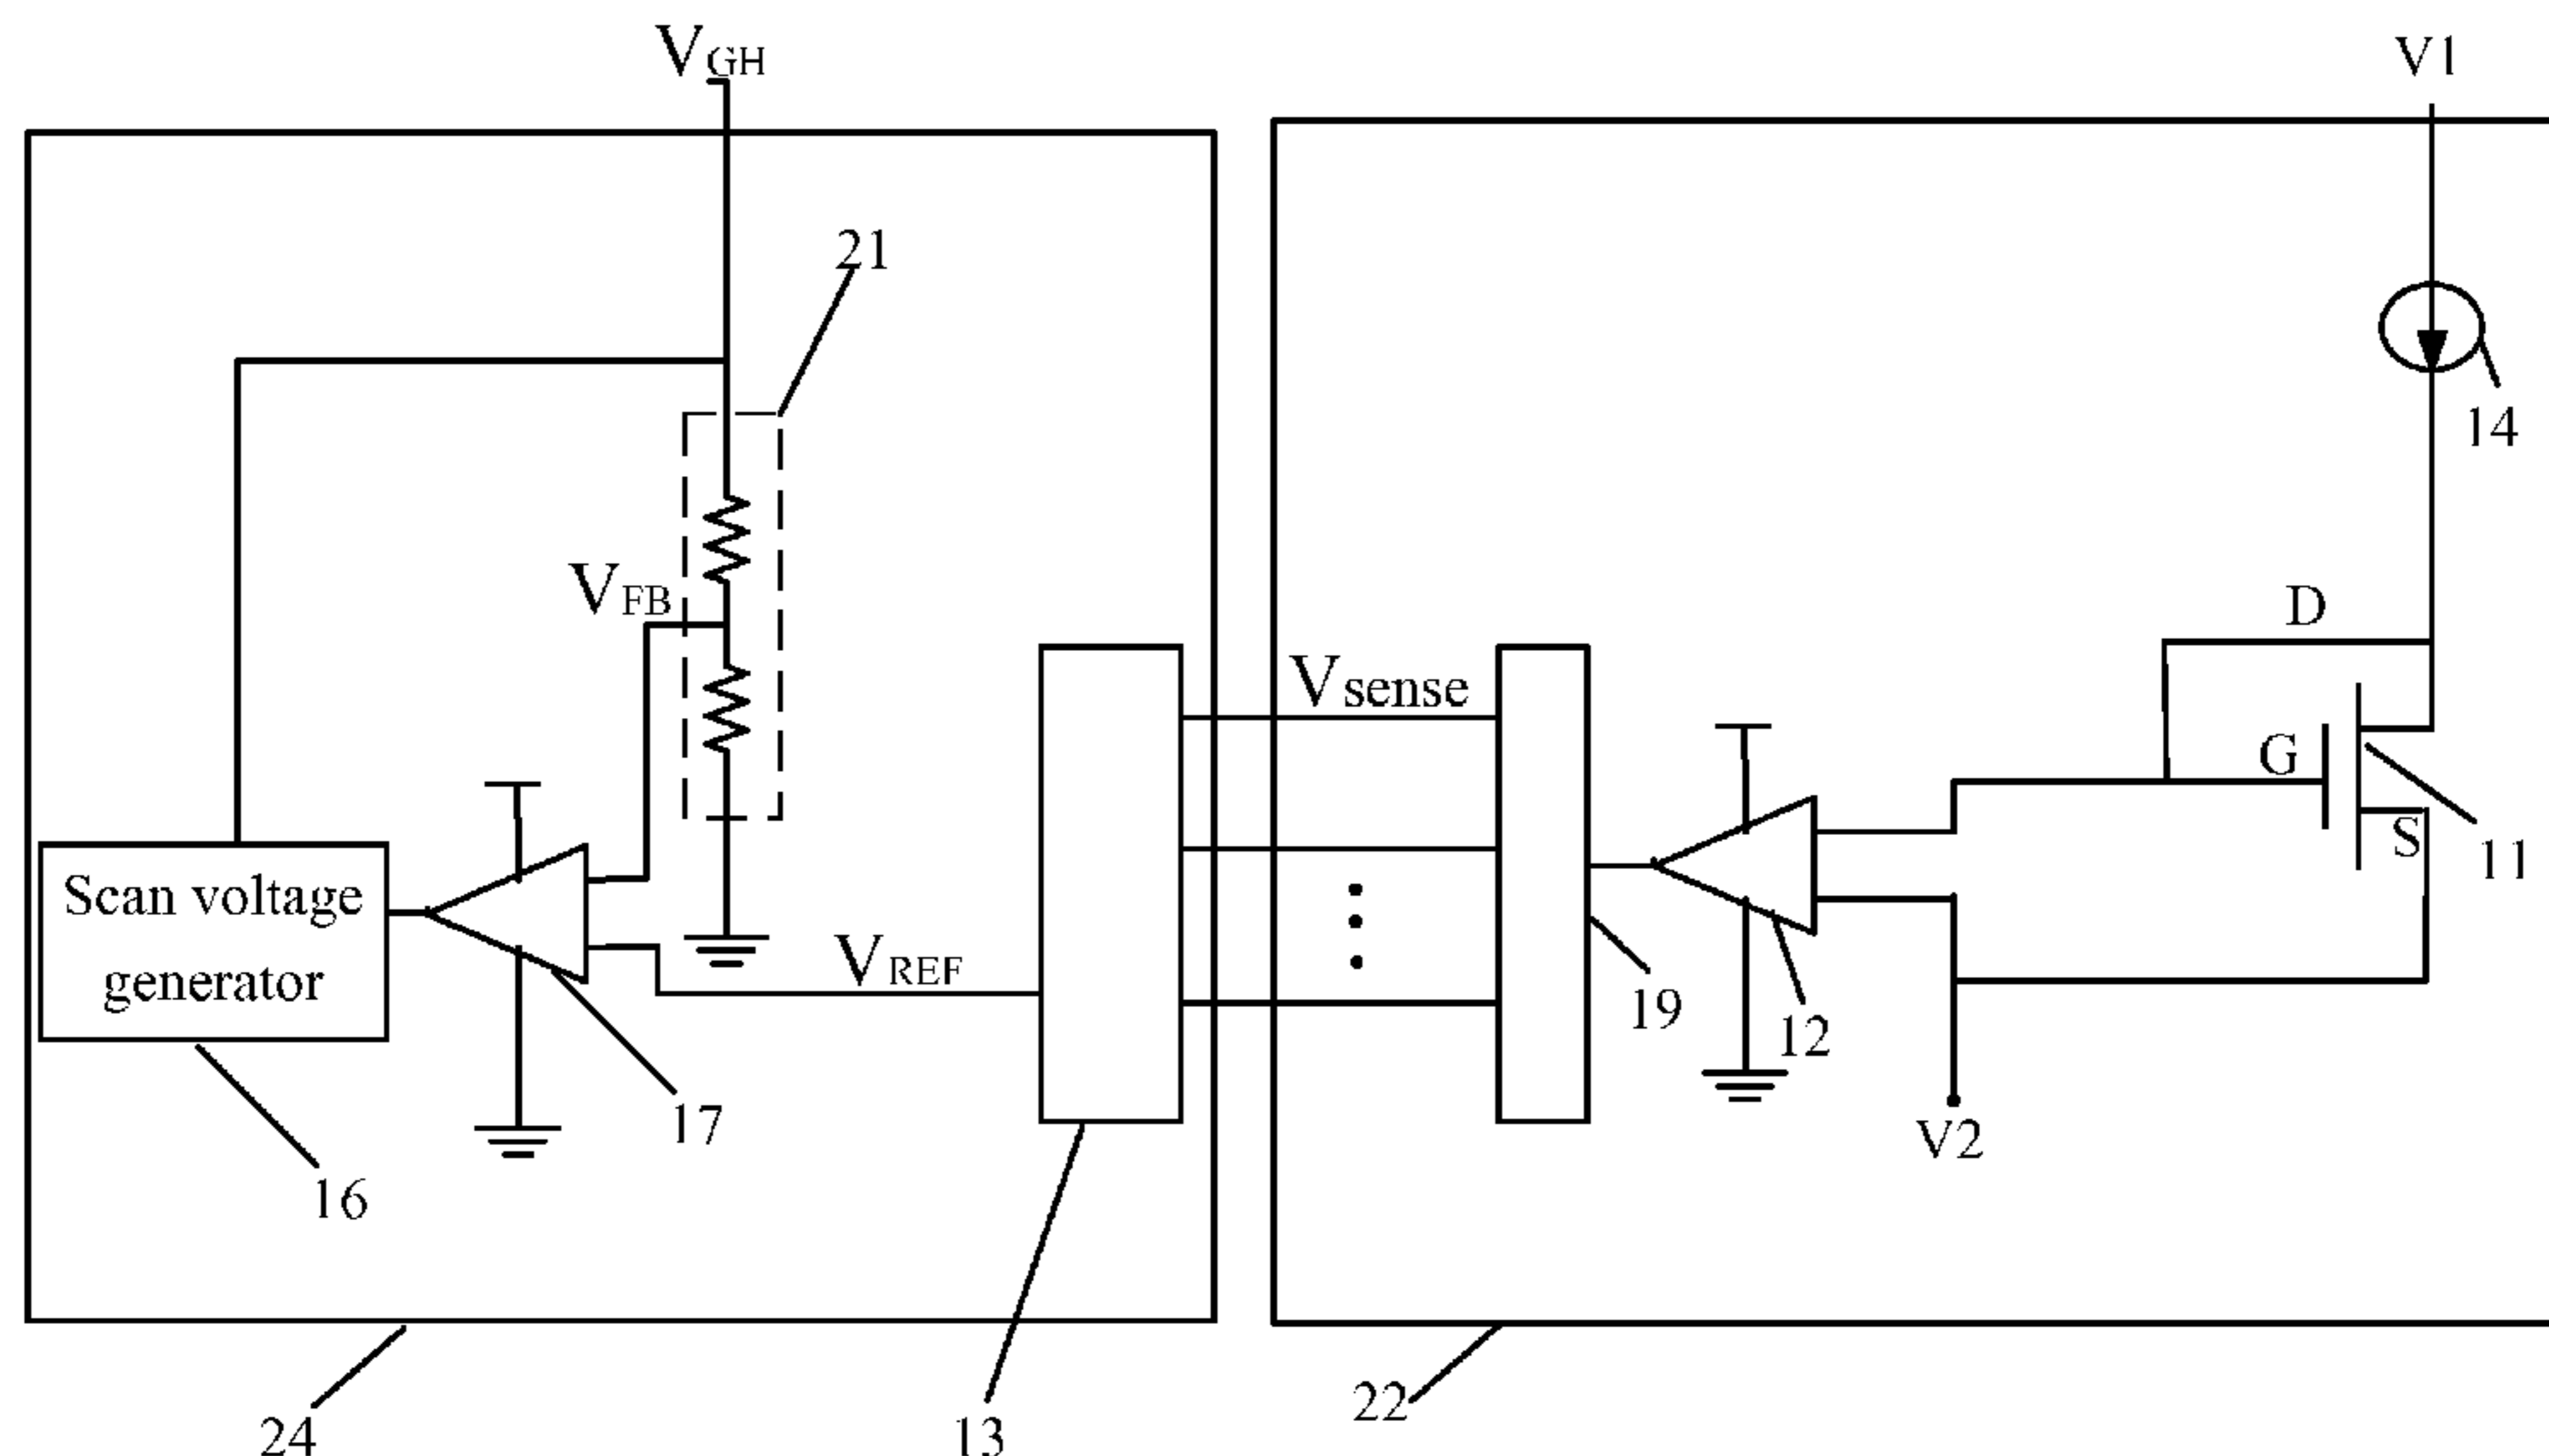 VGH
V1
21
14
VFB
D
Vsense
G
S
11
Scan voltage
generator
VREF
19
12
17
V2
16
22
24
13